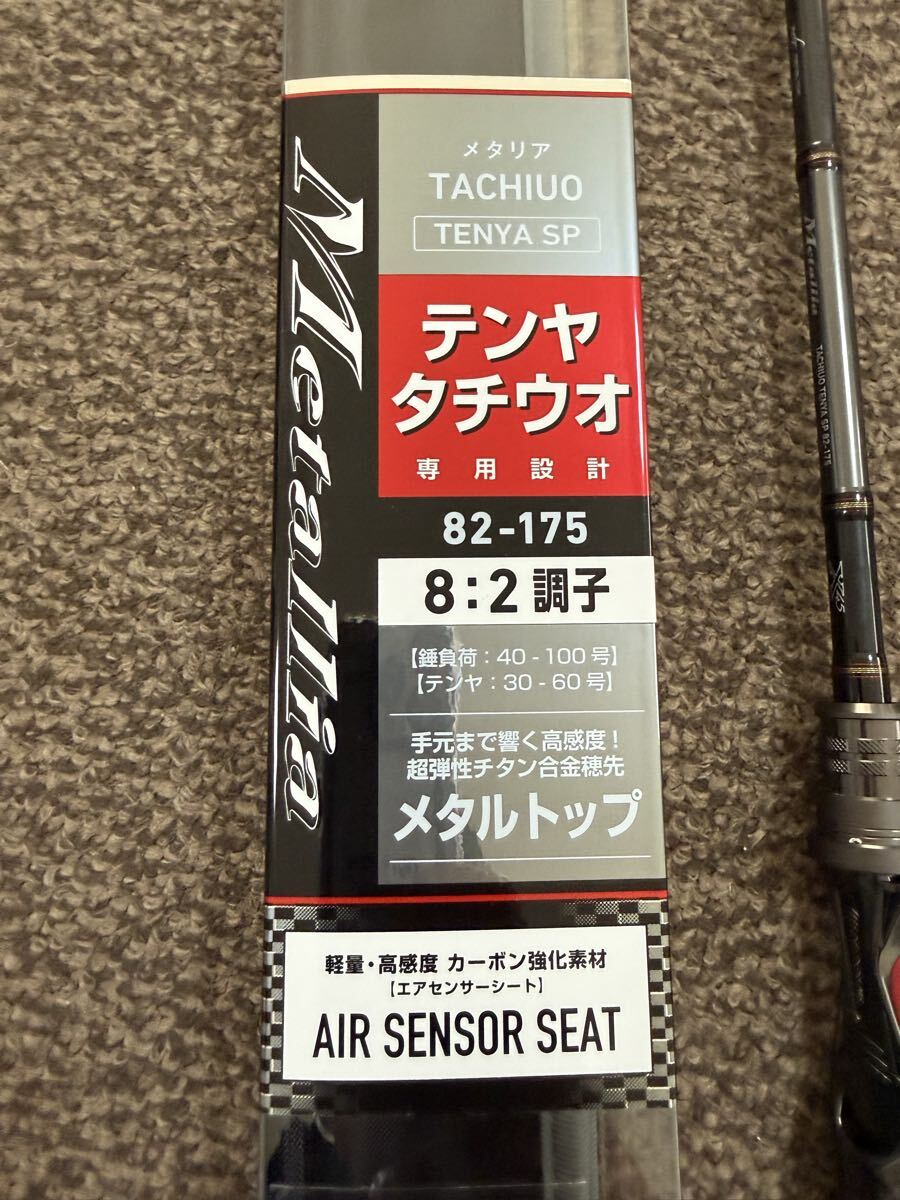 Metallia
メタリア
TACHIUO
TENYA SP
テンヤ
タチウオ
専用設計
82-175
8:2調子
【錘負荷：40-100号】
【テンヤ：30-60号】
手元まで響く高感度！
超弾性チタン合金穂先
メタルトップ
軽量・高感度 カーボン強化素材
【エアセンサーシート】
AIR SENSOR SEAT
Metallia
TACHIUO TENYA SP 82-175
X45